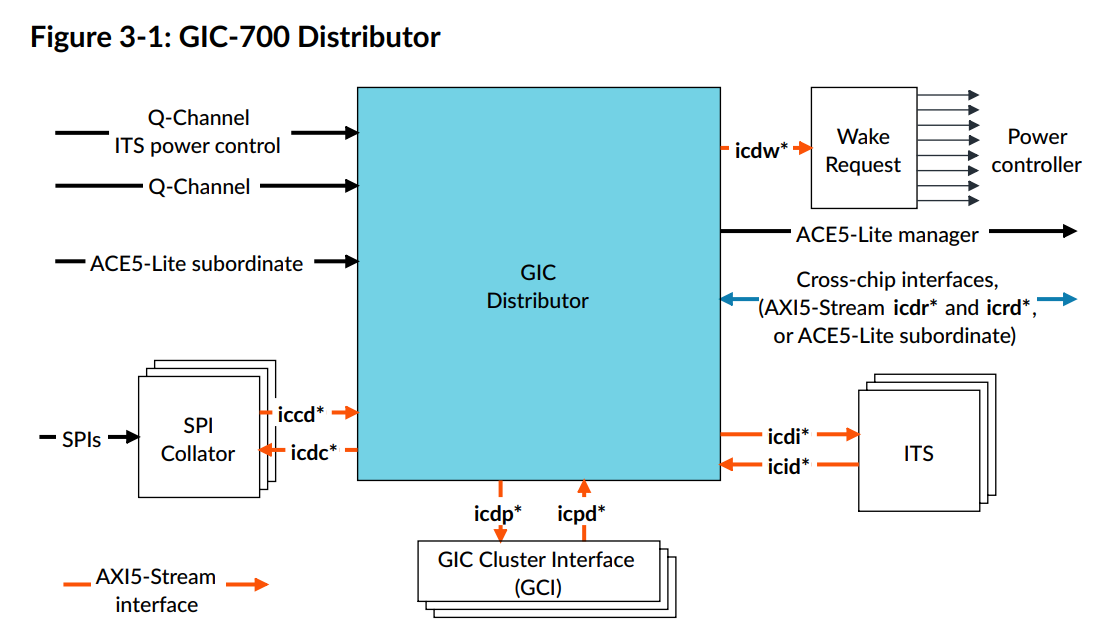 Figure 3-1: GIC-700 Distributor
Q-Channel
ITS power control
Q-Channel
ACE5-Lite subordinate
GIC
Distributor
icdw*
Wake
Request
Power
controller
ACE5-Lite manager
Cross-chip interfaces,
(AXI5-Stream icdr* and icrd*,
or ACE5-Lite subordinate)
SPIs
SPI
Collator
iccd*
icdc*
icdi*
icid*
ITS
icdp*
icpd*
GIC Cluster Interface
(GCI)
AXI5-Stream
interface